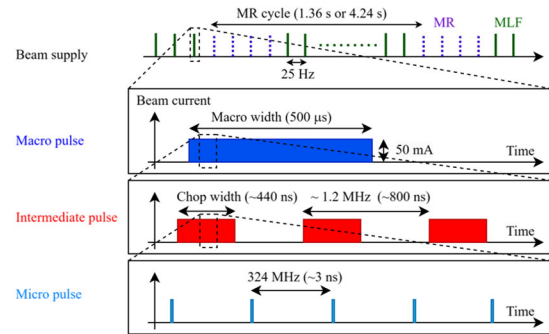 MR cycle (1.36 s or 4.24 s) MR MLF
Beam supply
25 Hz
Beam current
Macro width (500 μs)
Macro pulse
50 mA
Time
Chop width (~440 ns) ~ 1.2 MHz (~800 ns)
Intermediate pulse
Time
324 MHz (~3 ns)
Micro pulse
Time